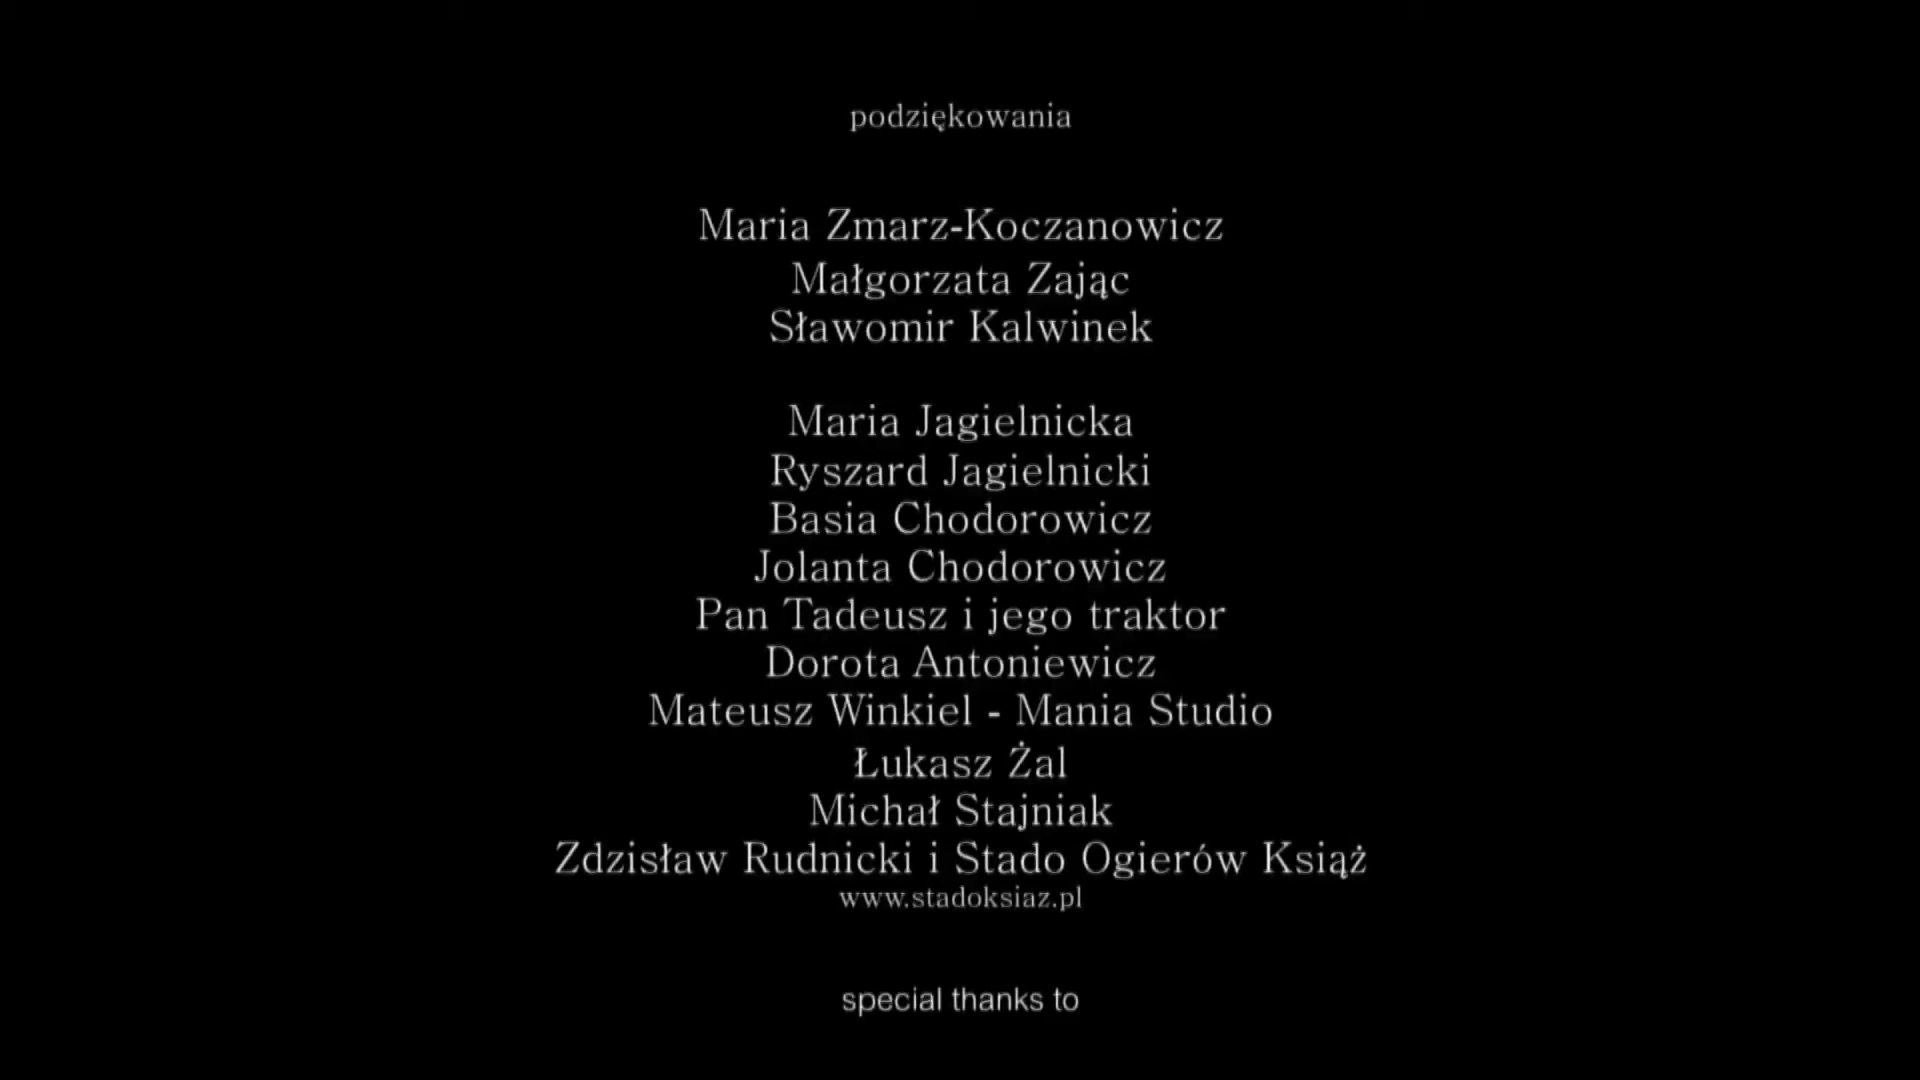 podziękowania
Maria Zmarz-Koczanowicz
Małgorzata Zając
Sławomir Kalwinek
Maria Jagielnicka
Ryszard Jagielnicki
Basia Chodorowicz
Jolanta Chodorowicz
Pan Tadeusz i jego traktor
Dorota Antoniewicz
Mateusz Winkiel - Mania Studio
Łukasz Żal
Michał Stajniak
Zdzisław Rudnicki i Stado Ogierów Książ
www.stadoksiaz.pl
special thanks to